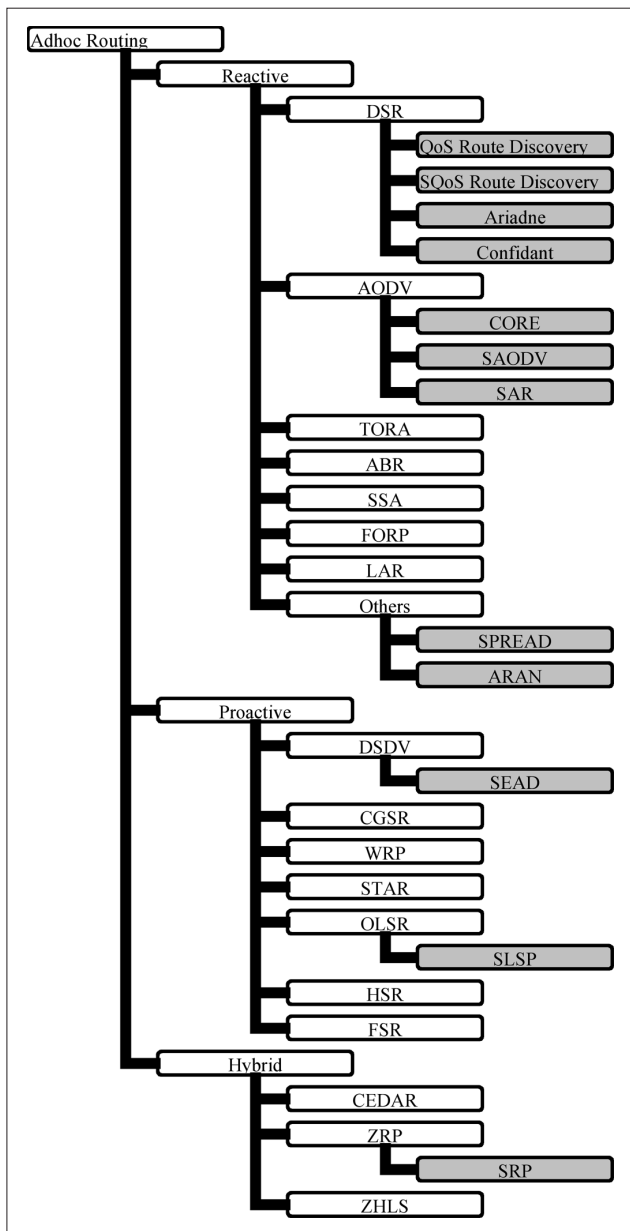 Adhoc Routing
Reactive
DSR
QoS Route Discovery
SQoS Route Discovery
Ariadne
Confidant
AODV
CORE
SAODV
SAR
TORA
ABR
SSA
FORP
LAR
Others
SPREAD
ARAN
Proactive
DSDV
SEAD
CGSR
WRP
STAR
OLSR
SLSP
HSR
FSR
Hybrid
CEDAR
ZRP
SRP
ZHLS